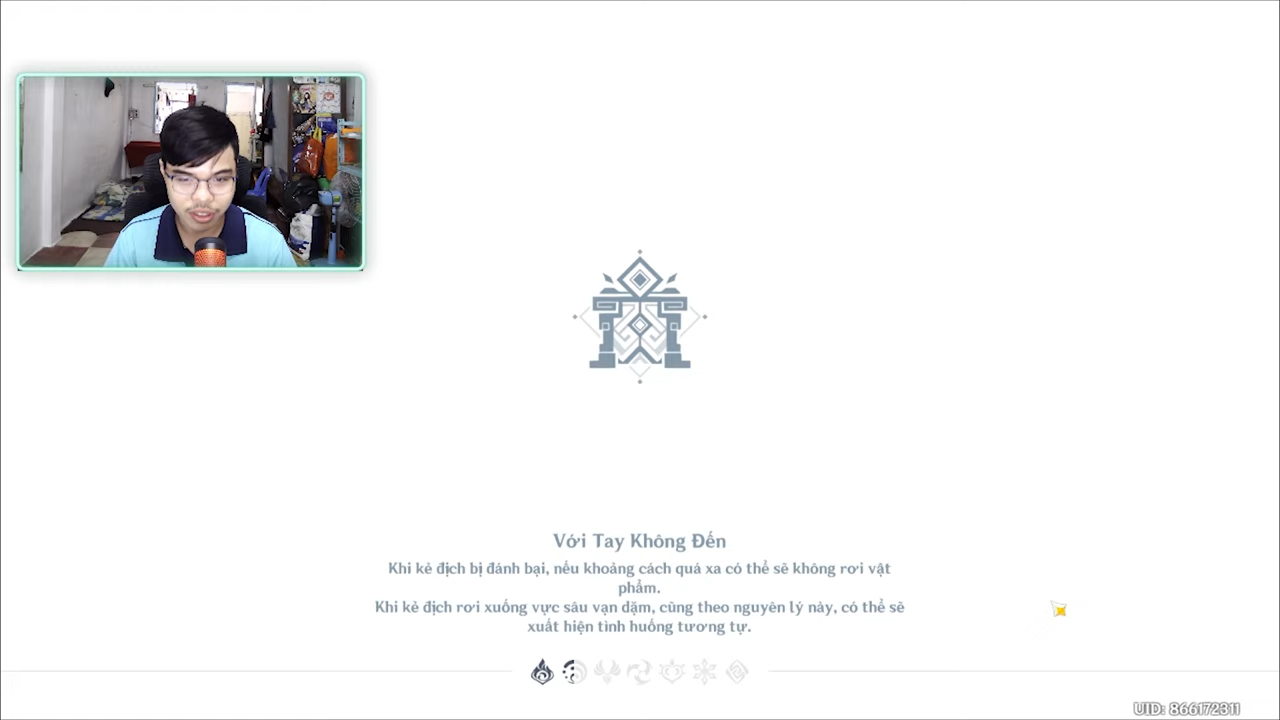 Với Tay Không Đến
Khi kẻ địch bị đánh bại, nếu khoảng cách quá xa có thể sẽ không rơi vật
phẩm.
Khi kẻ địch rơi xuống vực sâu vạn dặm, cũng theo nguyên lý này, có thể sẽ
xuất hiện tình huống tương tự.
UID: 866172311